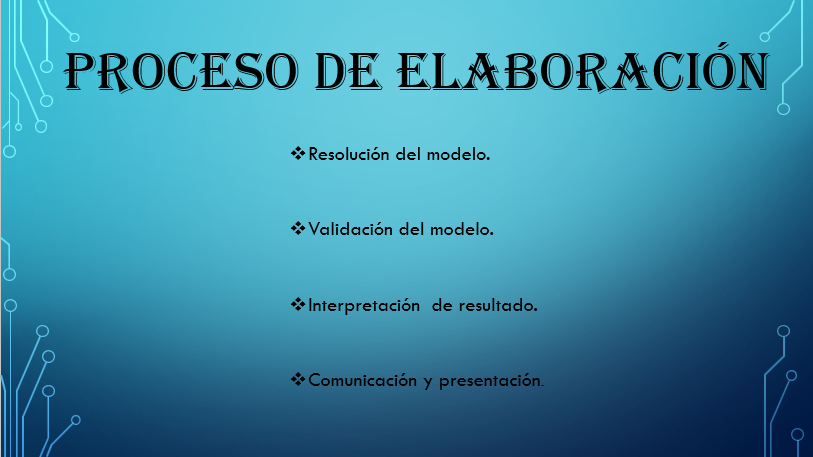 PROCESO DE ELABORACIÓN
❖Resolución del modelo.
❖Validación del modelo.
❖Interpretación  de resultado.
❖Comunicación y presentación.